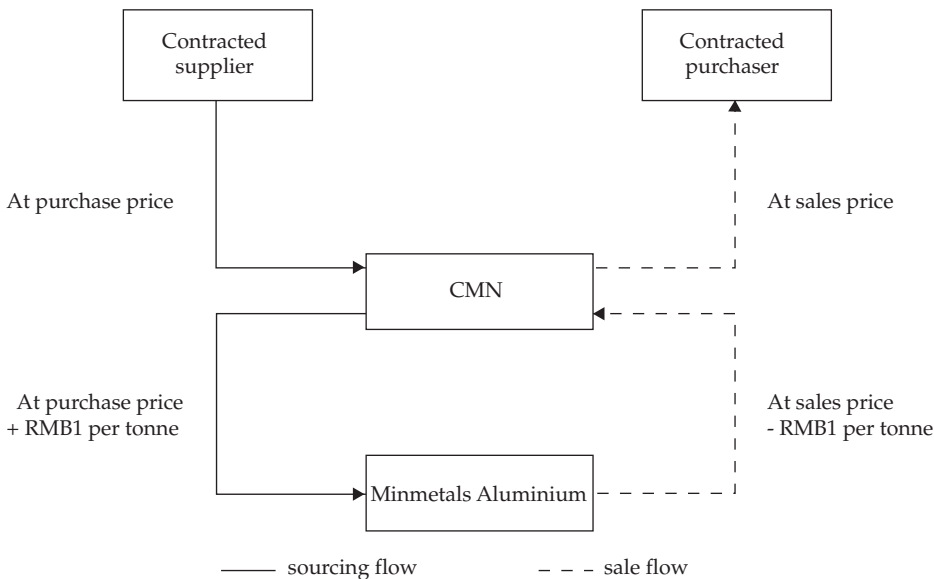 Contracted
supplier
Contracted
purchaser
At purchase price
At sales price
CMN
At purchase price
+ RMB1 per tonne
At sales price
- RMB1 per tonne
Minmetals Aluminium
sourcing flow
sale flow